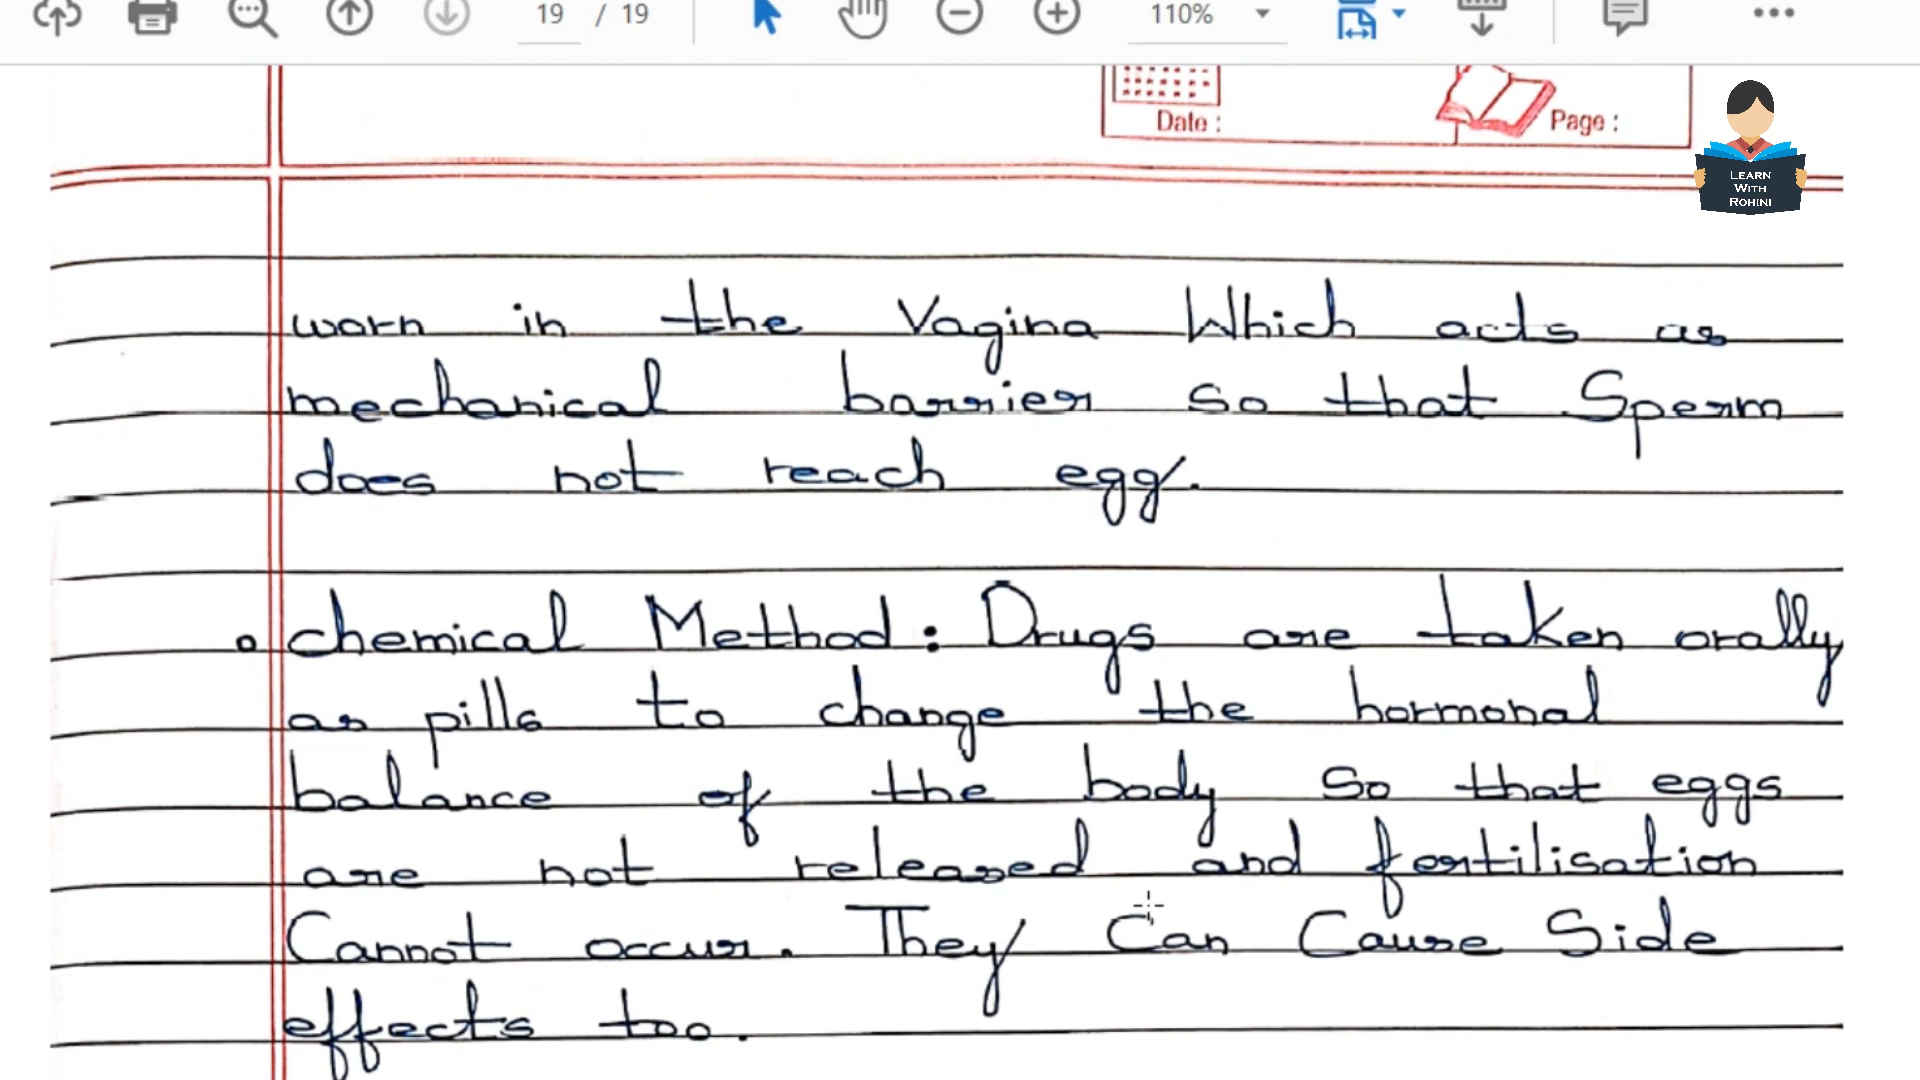 19 / 19
110%
Date :
Page :
LEARN
WITH
ROHINI
worn in the Vagina Which acts as
mechanical barrier so that Sperm
does not reach egg.
chemical Method : Drugs are taken orally
as pills to change the hormonal
balance of the body so that eggs
are not released and fertilisation
Cannot occur. They Can Cause Side
effects too.